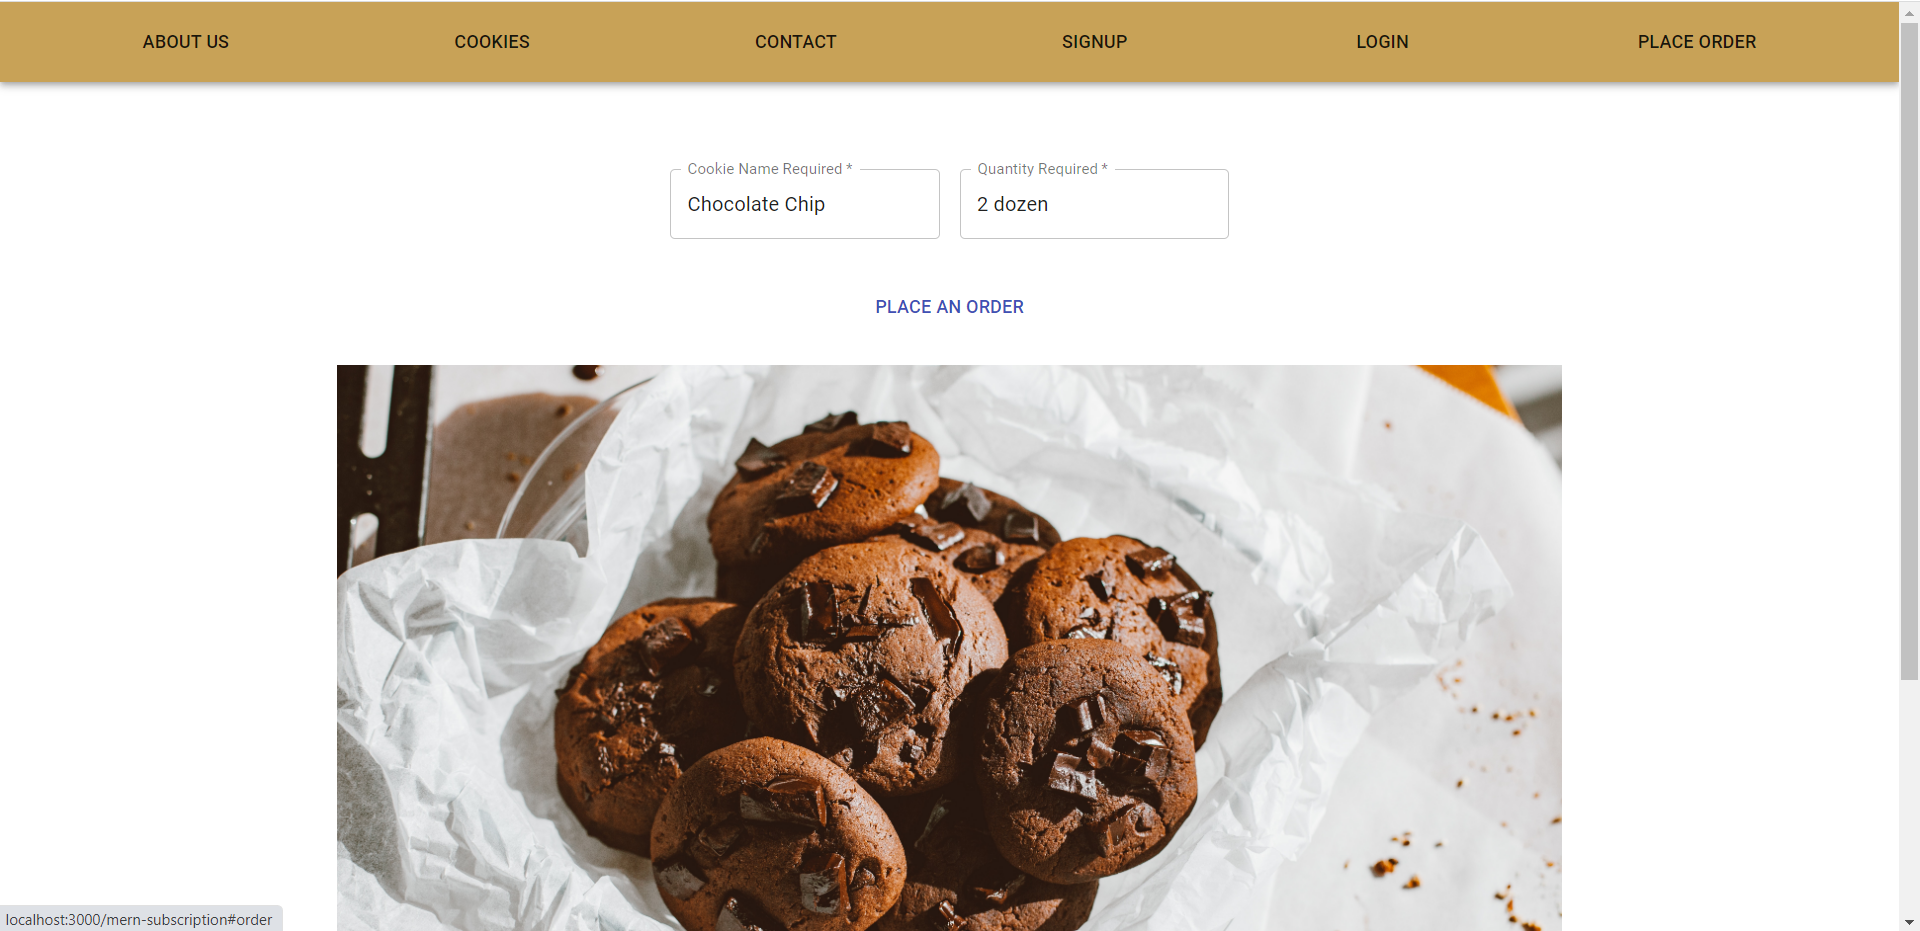 ABOUT US COOKIES CONTACT SIGNUP LOGIN PLACE ORDER
Cookie Name Required * Quantity Required *
Chocolate Chip 2 dozen
PLACE AN ORDER
localhost:3000/mern-subscription#order